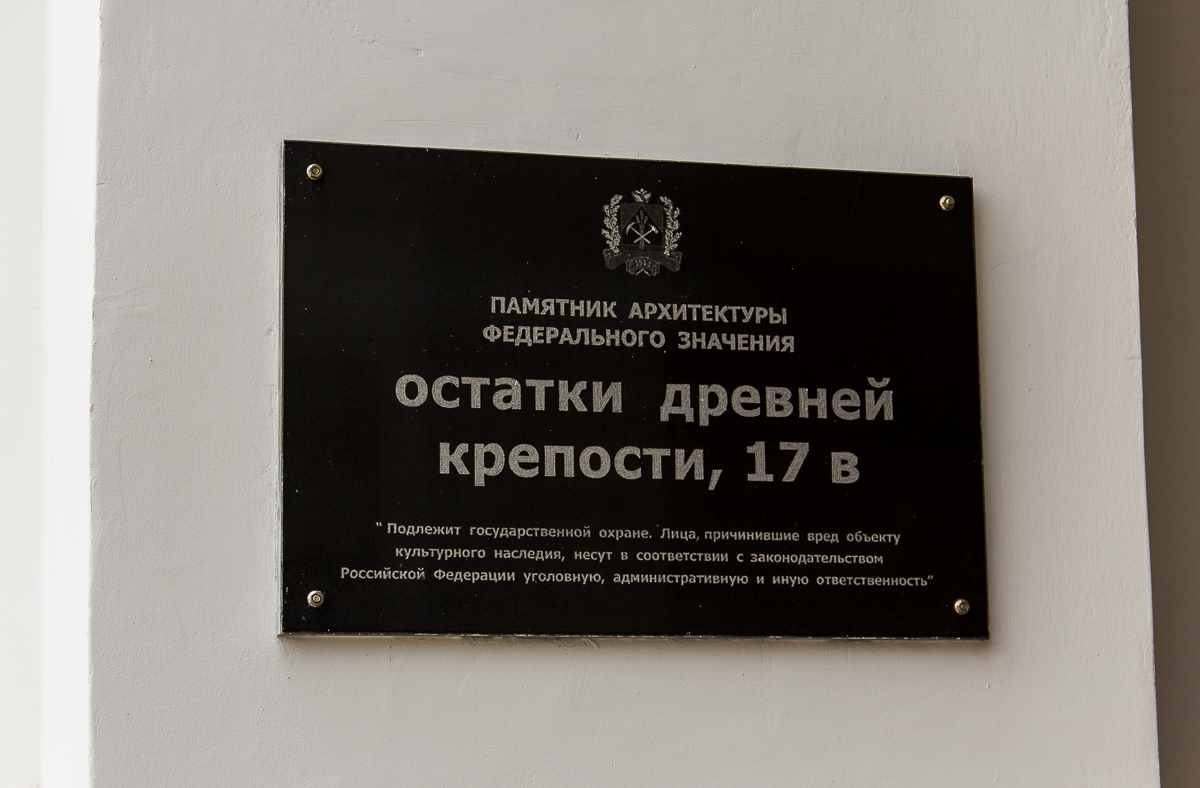 ПАМЯТНИК АРХИТЕКТУРЫ
ФЕДЕРАЛЬНОГО ЗНАЧЕНИЯ
остатки древней
крепости, 17 в
“ Подлежит государственной охране. Лица, причинившие вред объекту
культурного наследия, несут в соответствии с законодательством
Российской Федерации уголовную, административную и иную ответственность”